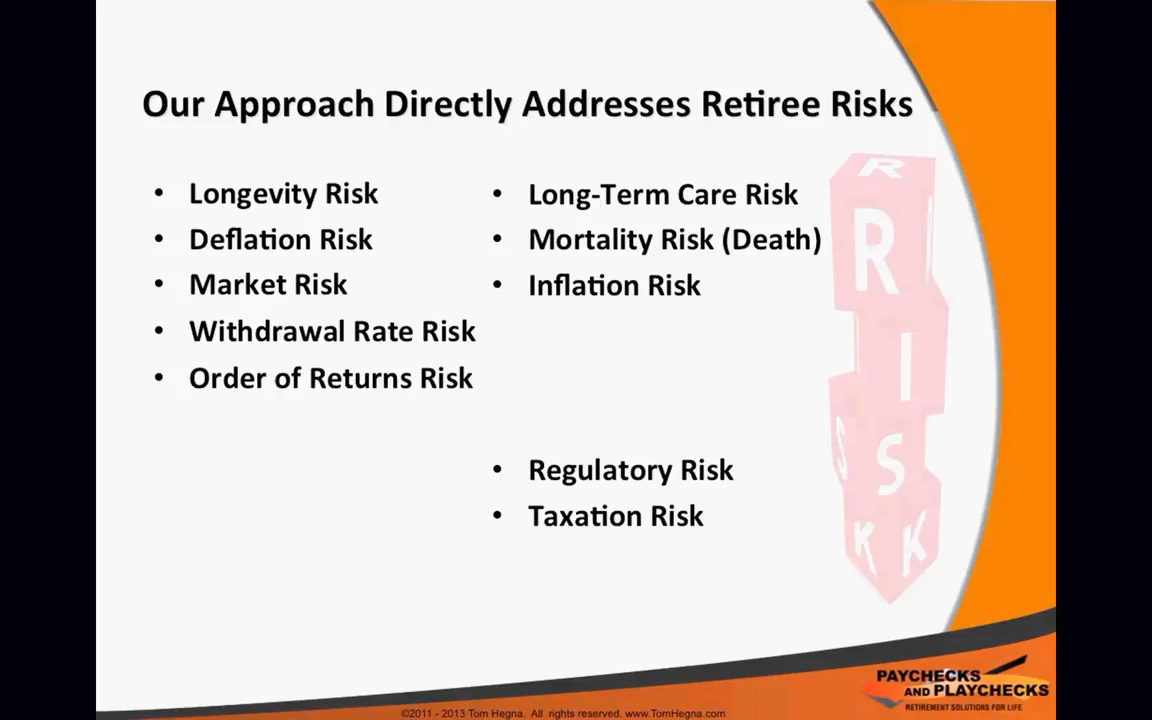 Our Approach Directly Addresses Retiree Risks
• Longevity Risk
• Deflation Risk
• Market Risk
• Withdrawal Rate Risk
• Order of Returns Risk
• Long-Term Care Risk
• Mortality Risk (Death)
• Inflation Risk
• Regulatory Risk
• Taxation Risk
R
R
I
I
S
S
K
K
PAYCHECKS
AND PLAYCHECKS
RETIREMENT SOLUTIONS FOR LIFE
©2011 - 2013 Tom Hegna. All rights reserved. www.TomHegna.com